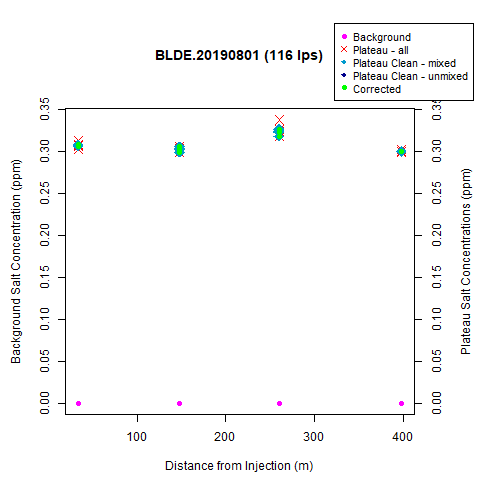 BLDE.20190801 (116 lps)
Background
Plateau - all
Plateau Clean - mixed
Plateau Clean - unmixed
Corrected
Background Salt Concentration (ppm)
0.35
0.30
0.25
0.20
0.15
0.10
0.05
0.00
0.35
0.30
0.25
0.20
0.15
0.10
0.05
0.00
Plateau Salt Concentrations (ppm)
100
200
300
400
Distance from Injection (m)